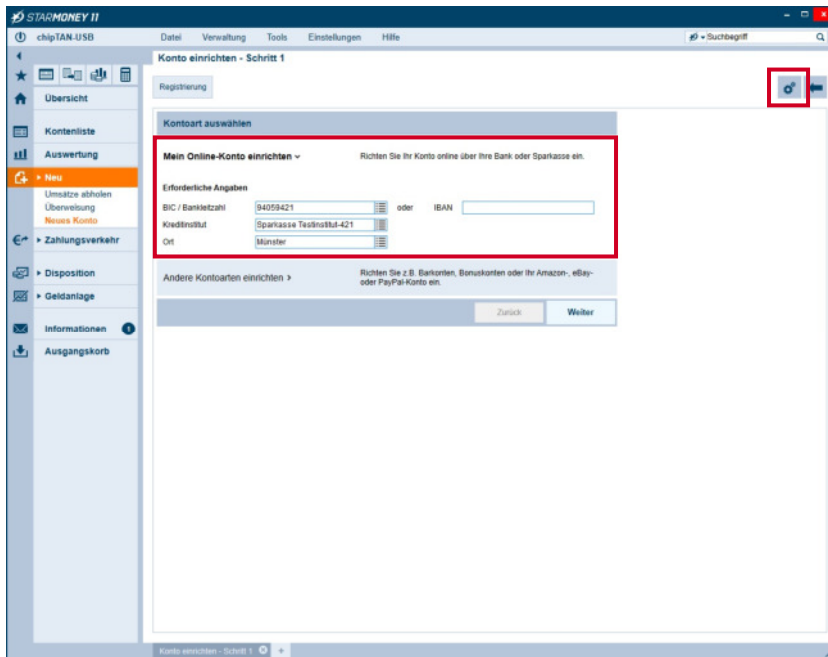 STARMONEY 11
chipTAN-USB
Datei Verwaltung Tools Einstellungen Hilfe
Suchbegriff
Konto einrichten - Schritt 1
Registrierung
Übersicht
Kontenliste
Auswertung
Neu
Umsätze abholen
Überweisung
Neues Konto
Zahlungsverkehr
Disposition
Geldanlage
Informationen 1
Ausgangskorb
Kontoart auswählen
Mein Online-Konto einrichten
Richten Sie Ihr Konto online über Ihre Bank oder Sparkasse ein.
Erforderliche Angaben
BIC / Bankleitzahl 94059421 oder IBAN
Kreditinstitut Sparkasse Testinstitut-421
Ort Münster
Andere Kontoarten einrichten >
Richten Sie z.B. Barkonten, Bonuskonten oder Ihr Amazon-, eBay-
oder PayPal-Konto ein.
Zurück Weiter
Konto einrichten - Schritt 1